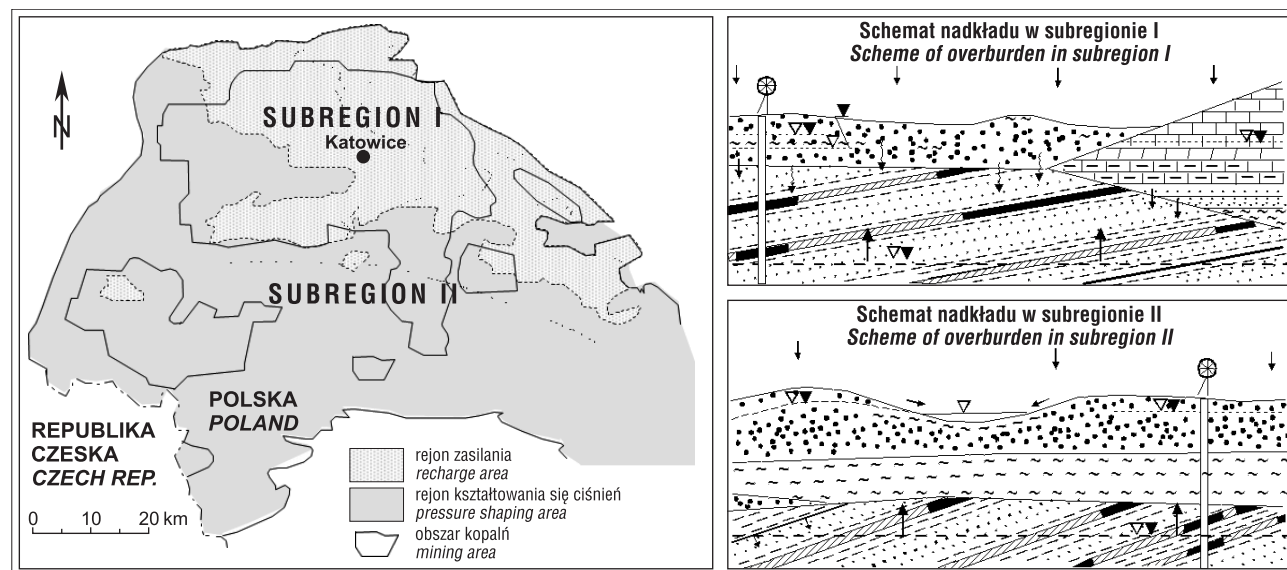 N
SUBREGION I
Katowice
SUBREGION II
POLSKA
POLAND
REPUBLIKA
CZESKA
CZECH REP.
0 10 20 km
rejon zasilania
recharge area
rejon kształtowania się ciśnień
pressure shaping area
obszar kopalń
mining area
Schemat nadkładu w subregionie I
Scheme of overburden in subregion I
Schemat nadkładu w subregionie II
Scheme of overburden in subregion II